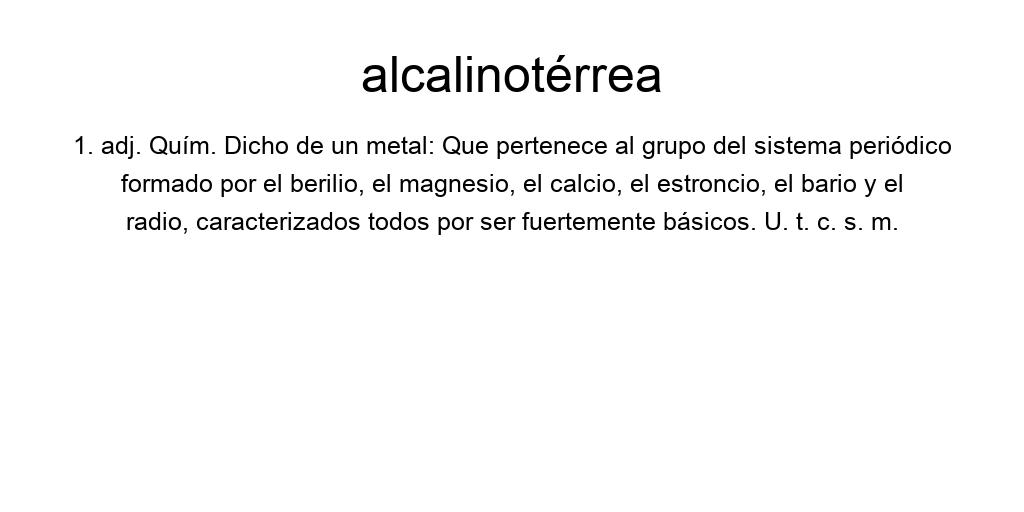 alcalinotérrea
1. adj. Quím. Dicho de un metal: Que pertenece al grupo del sistema periódico
formado por el berilio, el magnesio, el calcio, el estroncio, el bario y el
radio, caracterizados todos por ser fuertemente básicos. U. t. c. s. m.